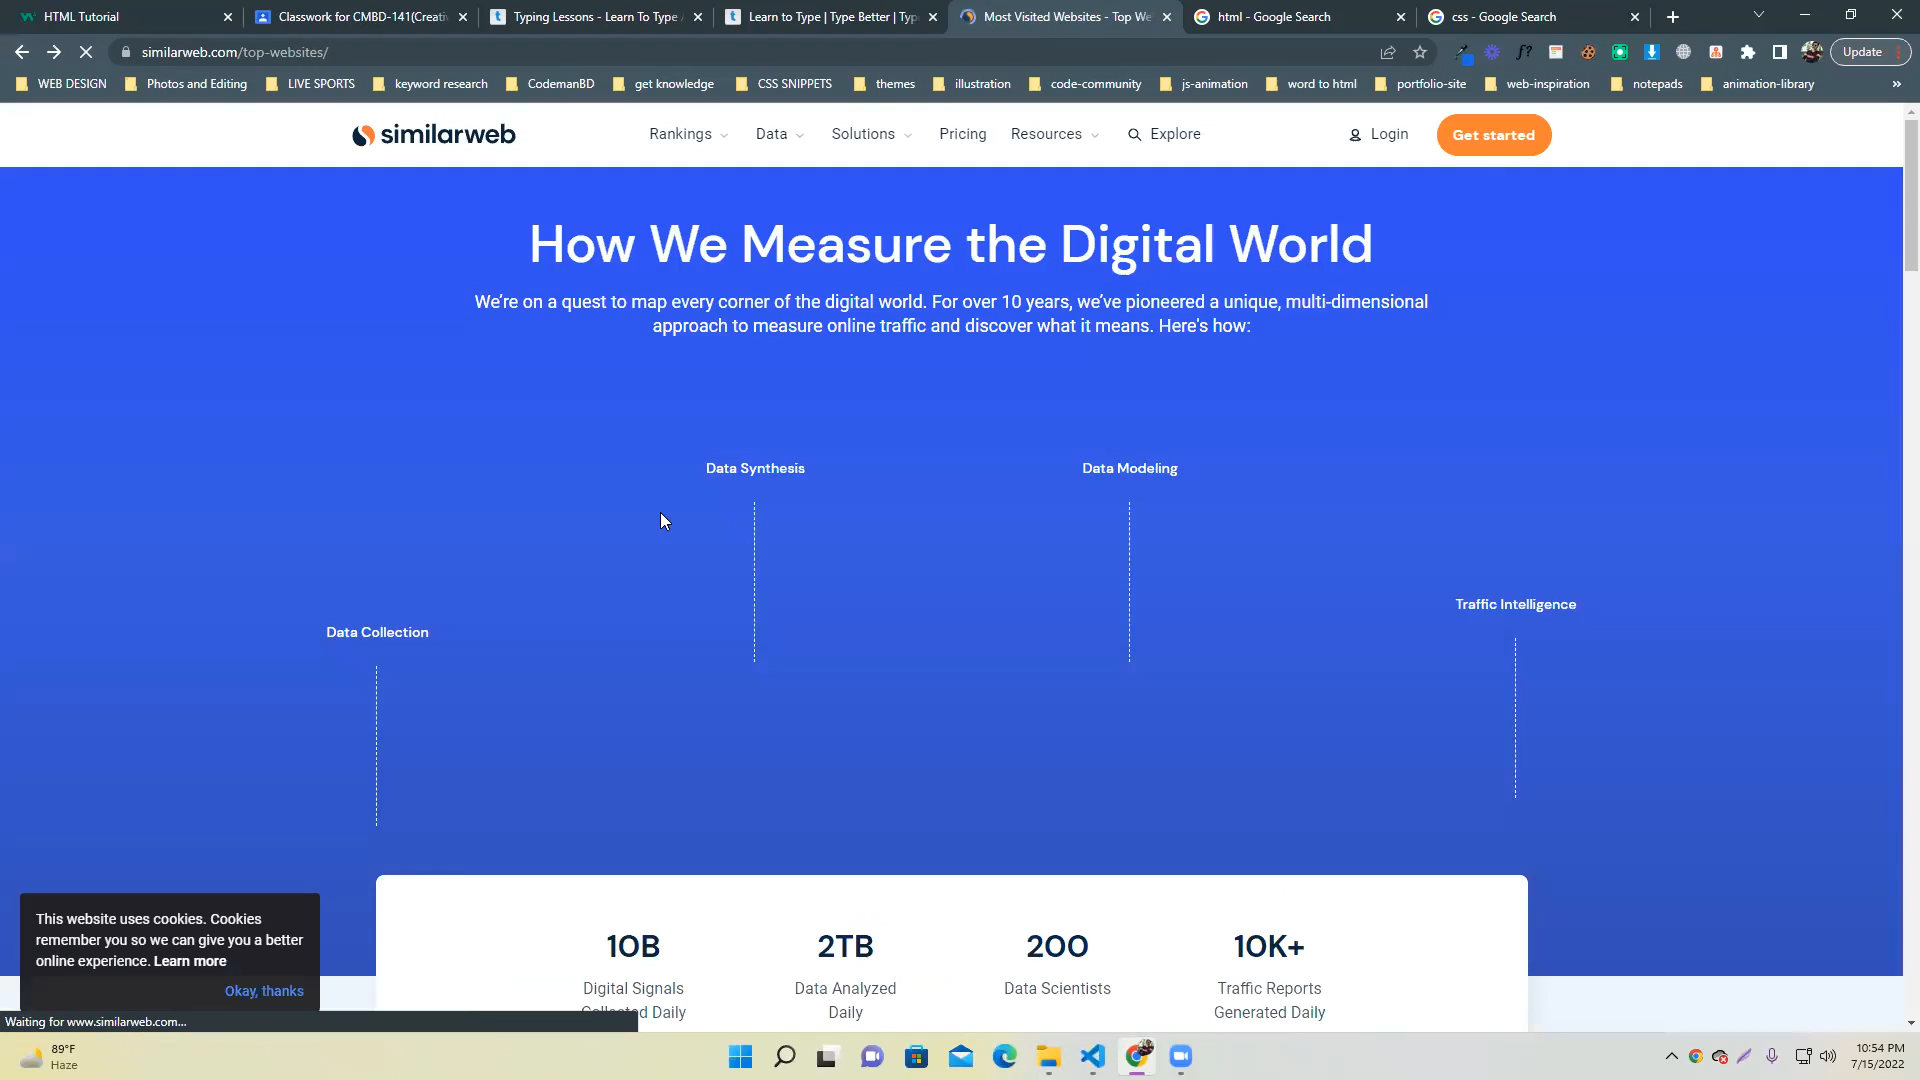 HTML Tutorial
Classwork for CMBD-141(Creati
Typing Lessons - Learn To Type
Learn to Type | Type Better | Typ
Most Visited Websites - Top We
html - Google Search
css - Google Search
similarweb.com/top-websites/
Update
WEB DESIGN
Photos and Editing
LIVE SPORTS
keyword research
CodemanBD
get knowledge
CSS SNIPPETS
themes
illustration
code-community
js-animation
word to html
portfolio-site
web-inspiration
notepads
animation-library
similarweb
Rankings
Data
Solutions
Pricing
Resources
Explore
Login
Get started
How We Measure the Digital World
We're on a quest to map every corner of the digital world. For over 10 years, we've pioneered a unique, multi-dimensional
approach to measure online traffic and discover what it means. Here's how:
Data Synthesis
Data Modeling
Traffic Intelligence
Data Collection
10B
Digital Signals
Collected Daily
2TB
Data Analyzed
Daily
200
Data Scientists
10K+
Traffic Reports
Generated Daily
This website uses cookies. Cookies
remember you so we can give you a better
online experience. Learn more
Okay, thanks
Waiting for www.similarweb.com...
89°F
Haze
10:54 PM
7/15/2022